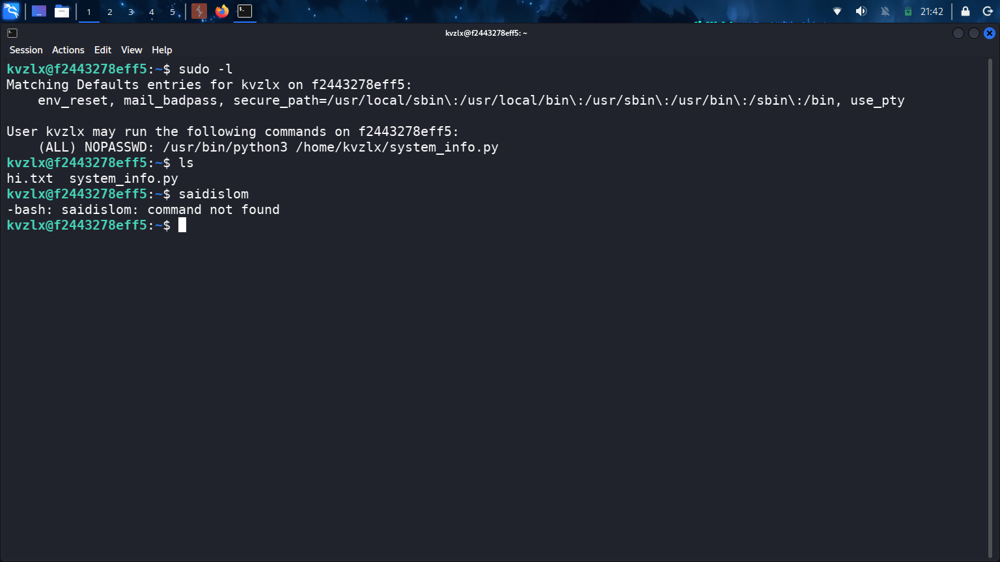 1 2 3 4 5 21:42
kvzlx@f2443278eff5: ~
Session Actions Edit View Help
kvzlx@f2443278eff5:~$ sudo -l
Matching Defaults entries for kvzlx on f2443278eff5:
    env_reset, mail_badpass, secure_path=/usr/local/sbin\:/usr/local/bin\:/usr/sbin\:/usr/bin\:/sbin\:/bin, use_pty

User kvzlx may run the following commands on f2443278eff5:
    (ALL) NOPASSWD: /usr/bin/python3 /home/kvzlx/system_info.py
kvzlx@f2443278eff5:~$ ls
hi.txt  system_info.py
kvzlx@f2443278eff5:~$ saidislom
-bash: saidislom: command not found
kvzlx@f2443278eff5:~$